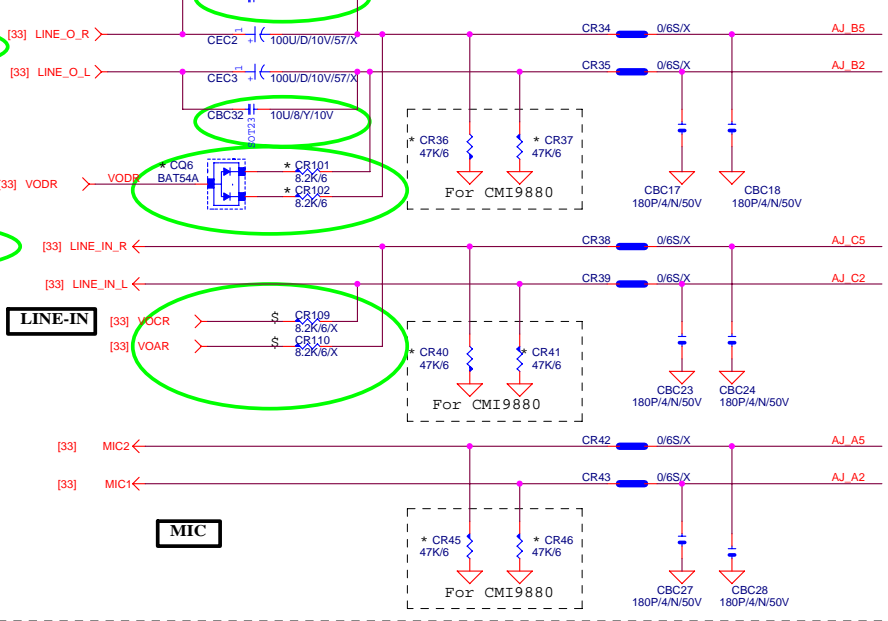 [33] LINE_O_R
CEC2
1
+
100U/D/10V/57/X
CR34
0/6S/X
AJ_B5
[33] LINE_O_L
CEC3
1
+
100U/D/10V/57/X
CR35
0/6S/X
AJ_B2
CBC32
10U/8/Y/10V
SOT23
* CR36
47K/6
* CR37
47K/6
For CMI9880
CBC17
180P/4/N/50V
CBC18
180P/4/N/50V
[33] VODR
VODR
* CQ6
BAT54A
* CR101
8.2K/6
* CR102
8.2K/6
[33] LINE_IN_R
CR38
0/6S/X
AJ_C5
[33] LINE_IN_L
CR39
0/6S/X
AJ_C2
LINE-IN
[33] VOCR
$
CR109
8.2K/6/X
[33] VOAR
$
CR110
8.2K/6/X
* CR40
47K/6
* CR41
47K/6
For CMI9880
CBC23
180P/4/N/50V
CBC24
180P/4/N/50V
[33] MIC2
CR42
0/6S/X
AJ_A5
[33] MIC1
CR43
0/6S/X
AJ_A2
MIC
* CR45
47K/6
* CR46
47K/6
For CMI9880
CBC27
180P/4/N/50V
CBC28
180P/4/N/50V